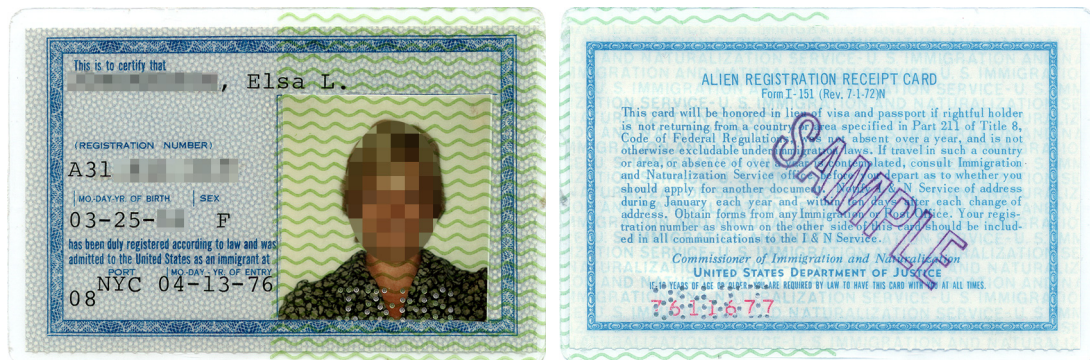 This is to certify that
, Elsa L.
(REGISTRATION NUMBER)
A31
MO.-DAY-YR. OF BIRTH SEX
03-25- F
has been duly registered according to law and was
admitted to the United States as an immigrant at
PORT MO.-DAY-YR. OF ENTRY
08 NYC 04-13-76
ALIEN REGISTRATION RECEIPT CARD
Form I-151 (Rev. 7-1-72)N
This card will be honored in lieu of visa and passport if rightful holder
is not returning from a country or area specified in Part 211 of Title 8,
Code of Federal Regulations, was not absent over a year, and is not
otherwise excludable under immigration laws. If travel in such a country
or area, or absence of over a year is contemplated, consult Immigration
and Naturalization Service office before you depart as to whether you
should apply for another document. Notify I & N Service of address
during January each year and within days after each change of
address. Obtain forms from any Immigration or Post Office. Your regis-
tration number as shown on the other side of this card should be includ-
ed in all communications to the I & N Service.
Commissioner of Immigration and Naturalization
UNITED STATES DEPARTMENT OF JUSTICE
IF 18 YEARS OF AGE OR OLDER, YOU ARE REQUIRED BY LAW TO HAVE THIS CARD WITH YOU AT ALL TIMES.
7611677
SAMPLE